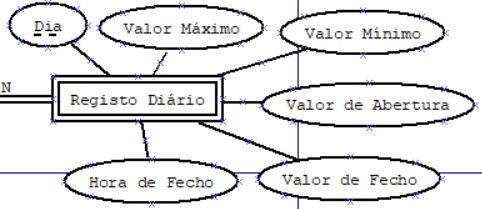 Dia
Valor Máximo
Valor Mínimo
N
Registo Diário
Valor de Abertura
Hora de Fecho
Valor de Fecho